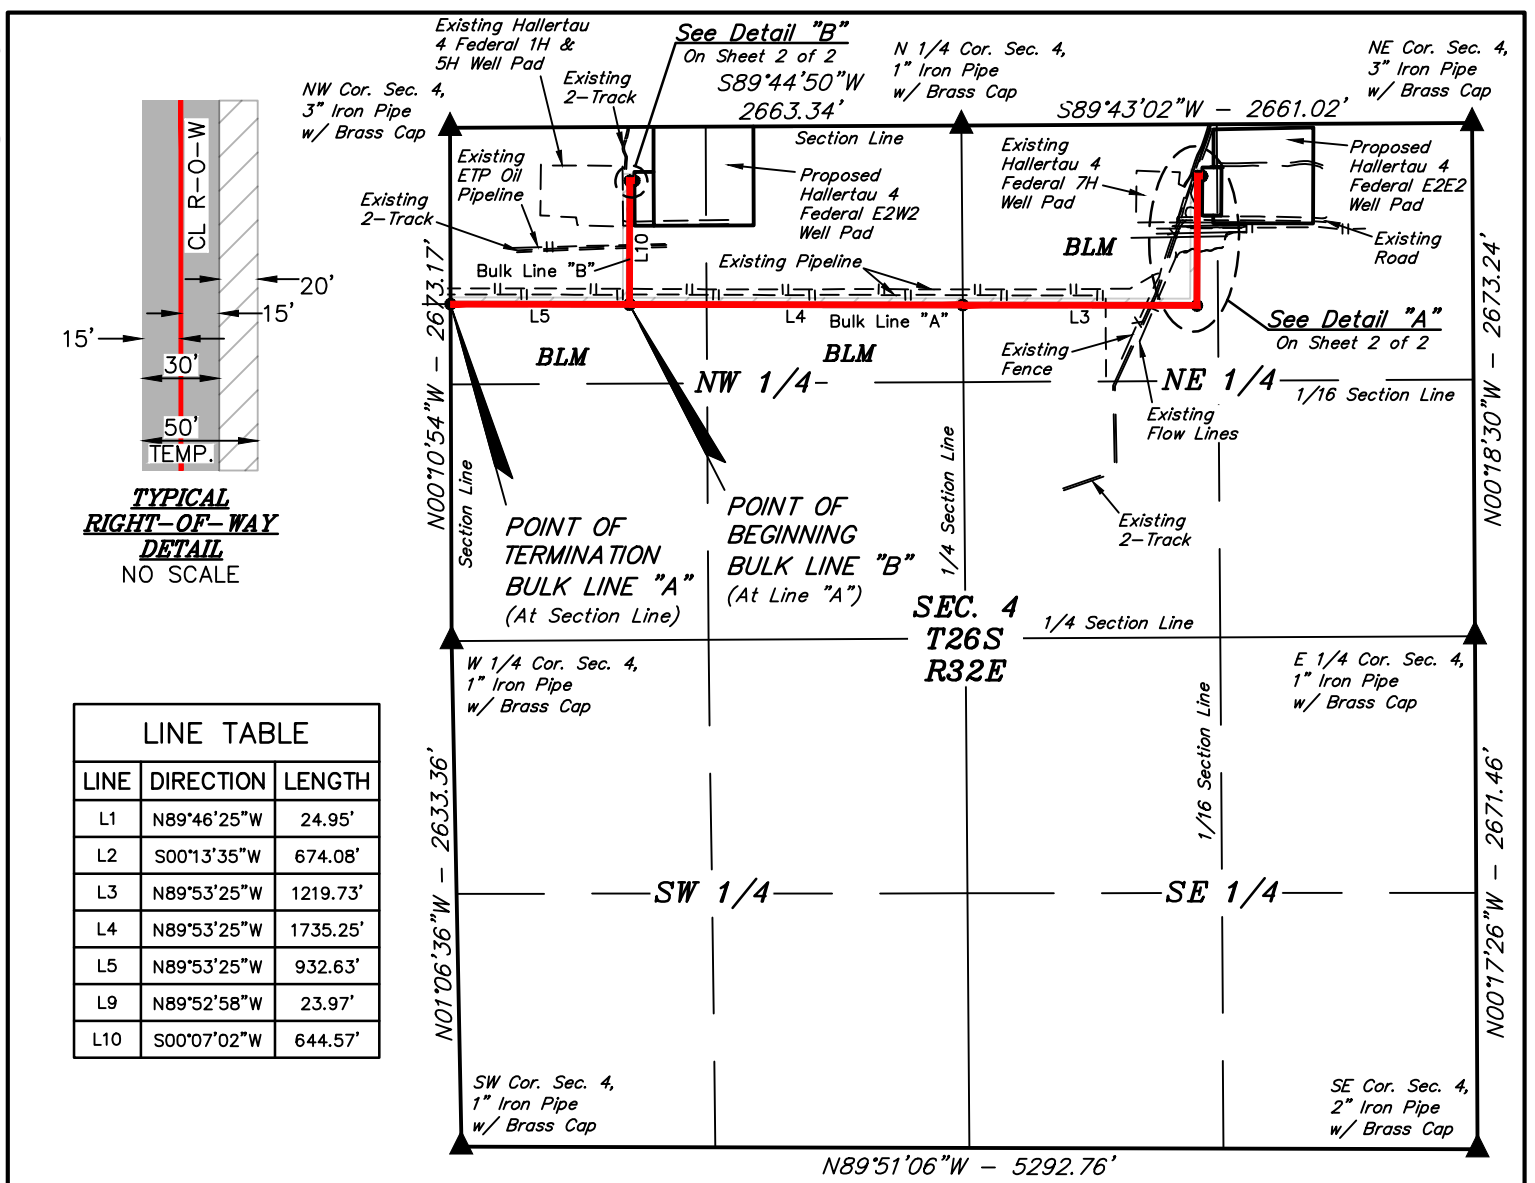 Existing Hallertau
4 Federal 1H &
5H Well Pad
See Detail "B"
On Sheet 2 of 2
S89°44'50"W
2663.34'
N 1/4 Cor. Sec. 4,
1" Iron Pipe
w/ Brass Cap
NE Cor. Sec. 4,
3" Iron Pipe
w/ Brass Cap
S89°43'02"W - 2661.02'
NW Cor. Sec. 4,
3" Iron Pipe
w/ Brass Cap
Existing
2-Track
Section Line
Existing
ETP Oil
Pipeline
Existing
2-Track
Proposed
Hallertau 4
Federal E2W2
Well Pad
Existing
Hallertau 4
Federal 7H
Well Pad
Proposed
Hallertau 4
Federal E2E2
Well Pad
Existing
Road
BLM
L10
Bulk Line "B"
Existing Pipeline
L5
L4
Bulk Line "A"
L3
See Detail "A"
On Sheet 2 of 2
BLM
BLM
Existing
Fence
NW 1/4
NE 1/4
1/16 Section Line
Existing
Flow Lines
Existing
2-Track
CL R-O-W
20'
15'
15'
30'
50'
TEMP.
TYPICAL
RIGHT-OF-WAY
DETAIL
NO SCALE
N00°10'54"W - 2673.17'
Section Line
POINT OF
TERMINATION
BULK LINE "A"
(At Section Line)
POINT OF
BEGINNING
BULK LINE "B"
(At Line "A")
1/4 Section Line
N00°18'30"W - 2673.24'
SEC. 4
T26S
R32E
1/4 Section Line
W 1/4 Cor. Sec. 4,
1" Iron Pipe
w/ Brass Cap
E 1/4 Cor. Sec. 4,
1" Iron Pipe
w/ Brass Cap
1/16 Section Line
LINE TABLE
LINE DIRECTION LENGTH
L1 N89°46'25"W 24.95'
L2 S00°13'35"W 674.08'
L3 N89°53'25"W 1219.73'
L4 N89°53'25"W 1735.25'
L5 N89°53'25"W 932.63'
L9 N89°52'58"W 23.97'
L10 S00°07'02"W 644.57'
N01°06'36"W - 2633.36'
SW 1/4
SE 1/4
N00°17'26"W - 2671.46'
SW Cor. Sec. 4,
1" Iron Pipe
w/ Brass Cap
SE Cor. Sec. 4,
2" Iron Pipe
w/ Brass Cap
N89°51'06"W - 5292.76'